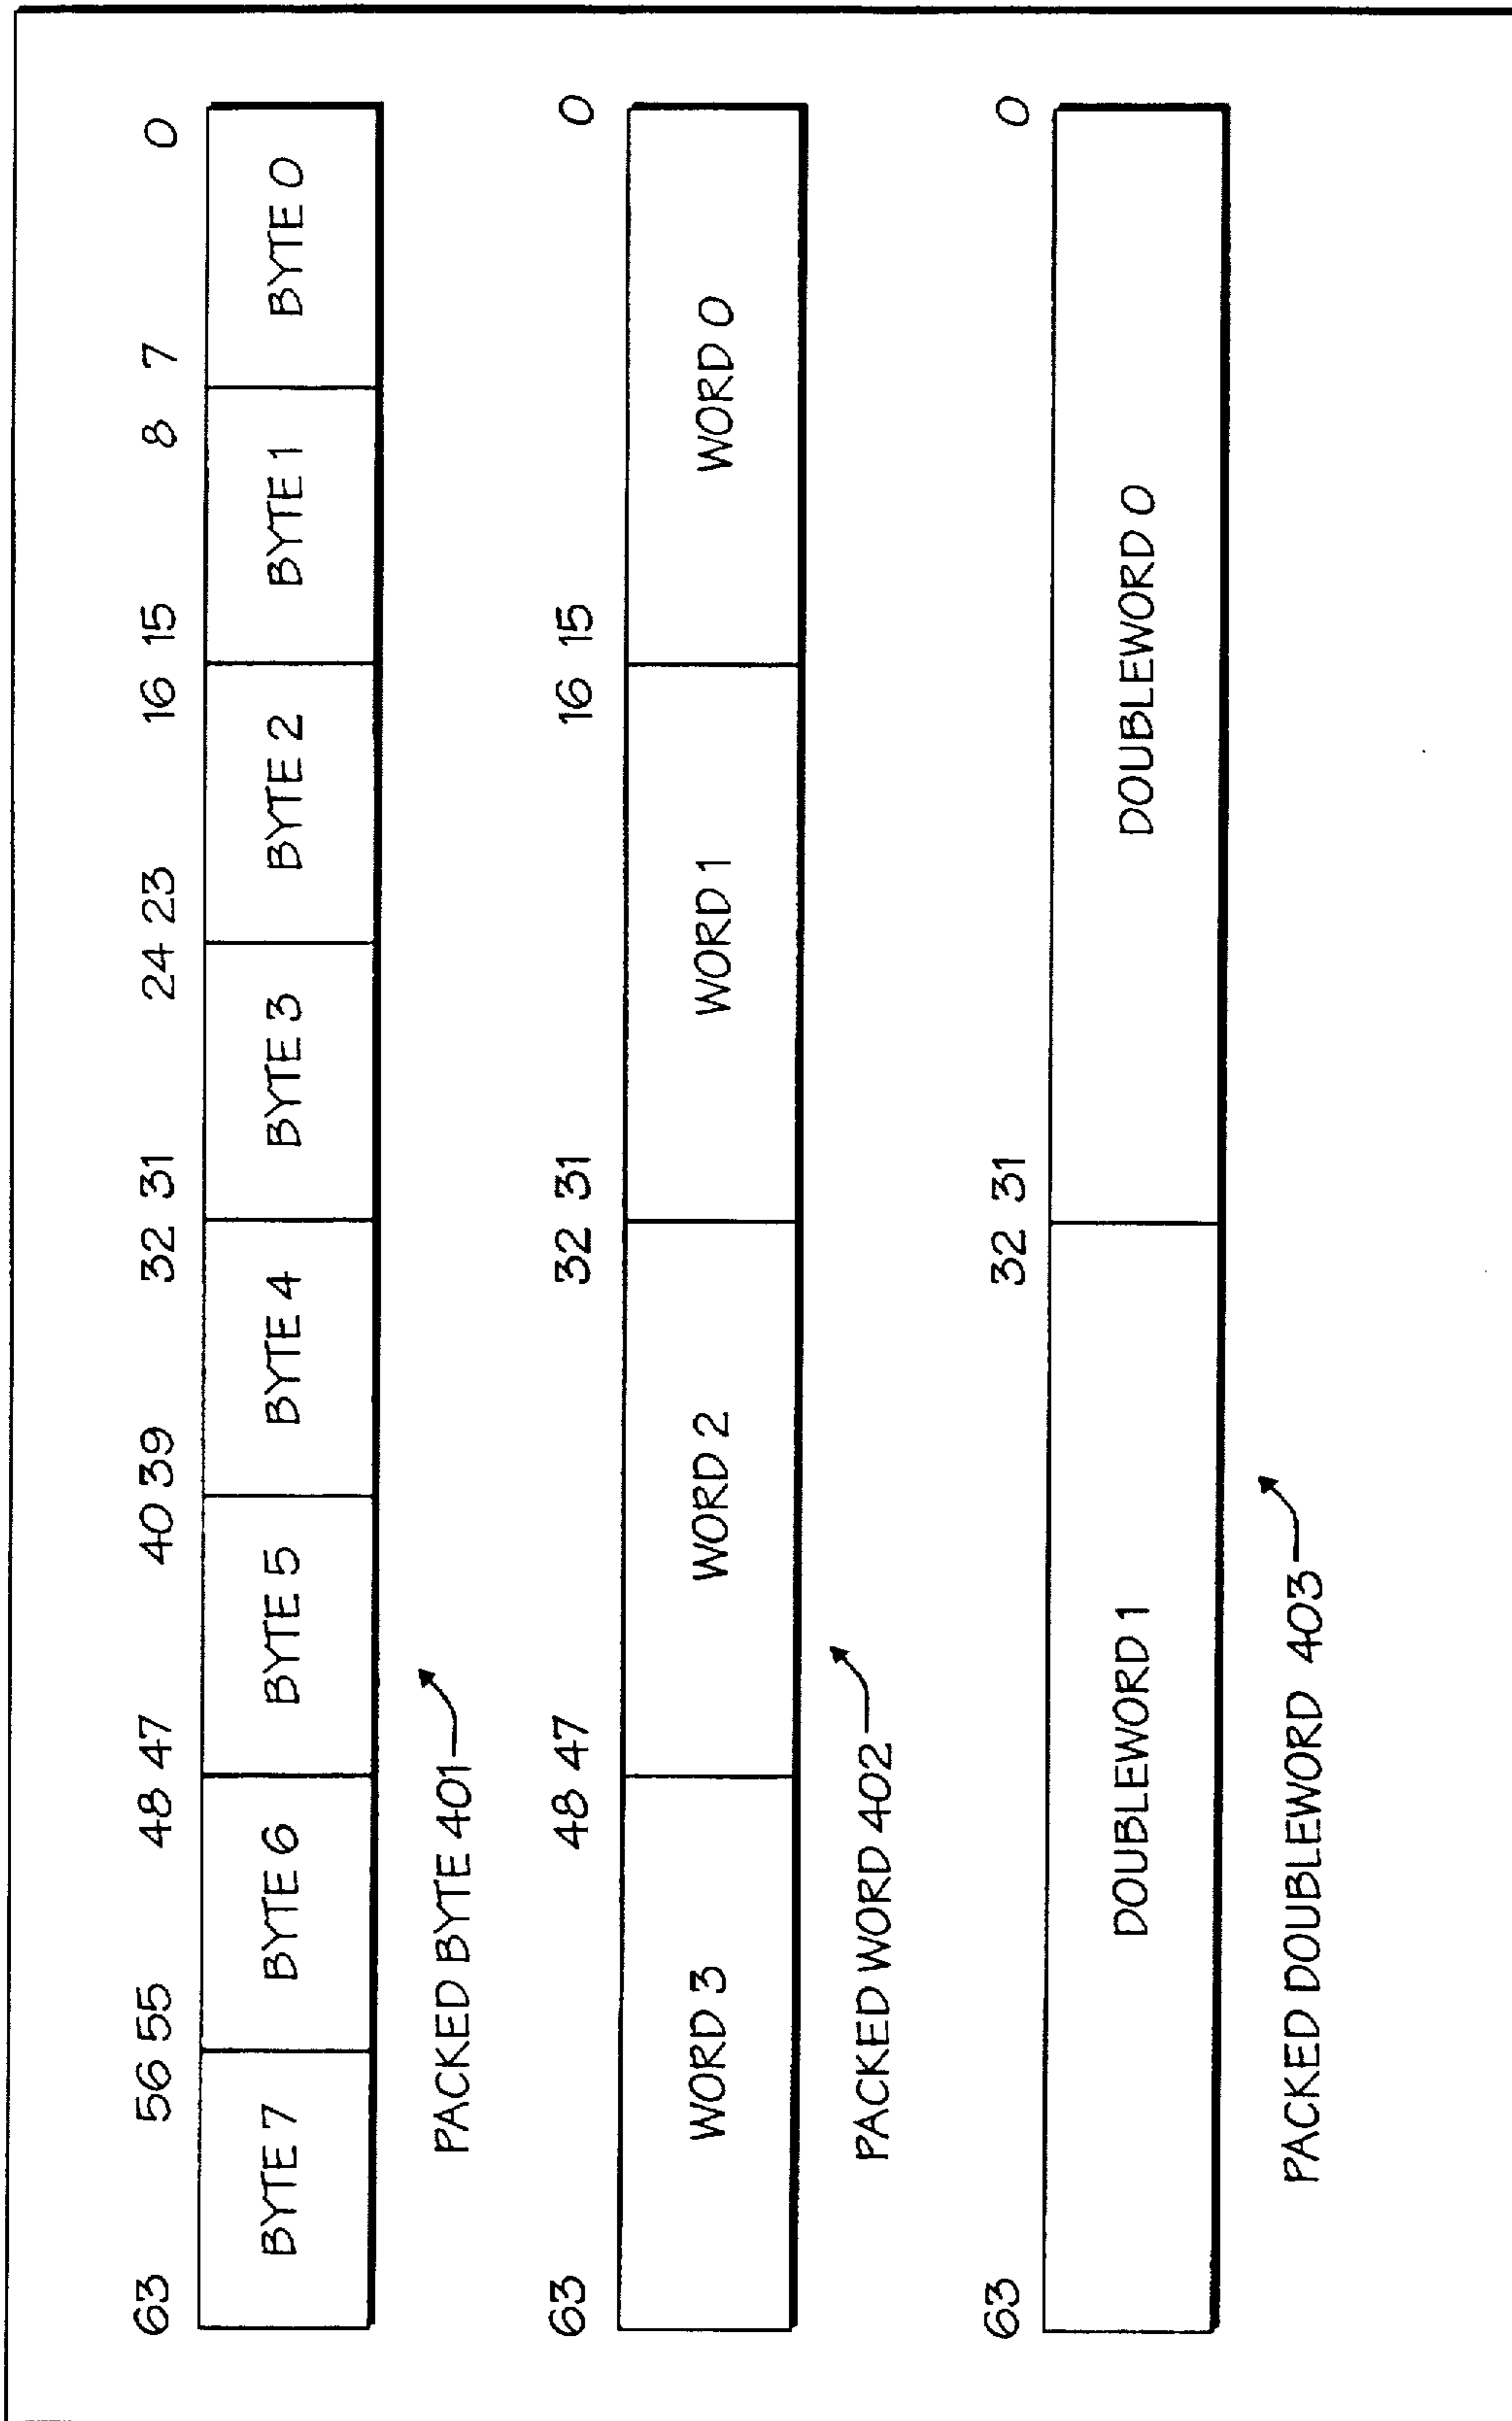 63 56 55 48 47 40 39 32 31 24 23 16 15 8 7 0
BYTE 7 BYTE 6 BYTE 5 BYTE 4 BYTE 3 BYTE 2 BYTE 1 BYTE 0
PACKED BYTE 401
63 48 47 32 31 16 15 0
WORD 3 WORD 2 WORD 1 WORD 0
PACKED WORD 402
63 32 31 0
DOUBLEWORD 1 DOUBLEWORD 0
PACKED DOUBLEWORD 403